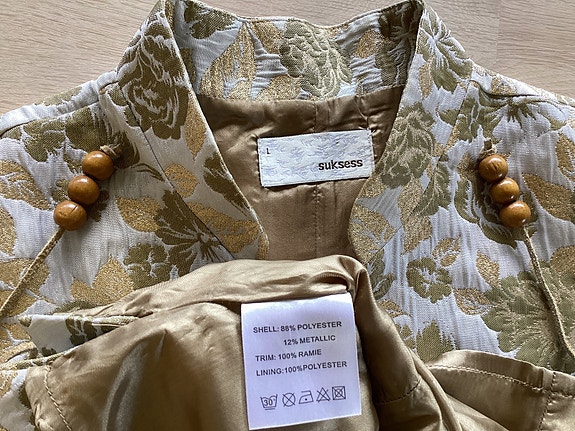 L
suksess
SHELL: 88% POLYESTER
12% METALLIC
TRIM: 100% RAMIE
LINING:100%POLYESTER
30°